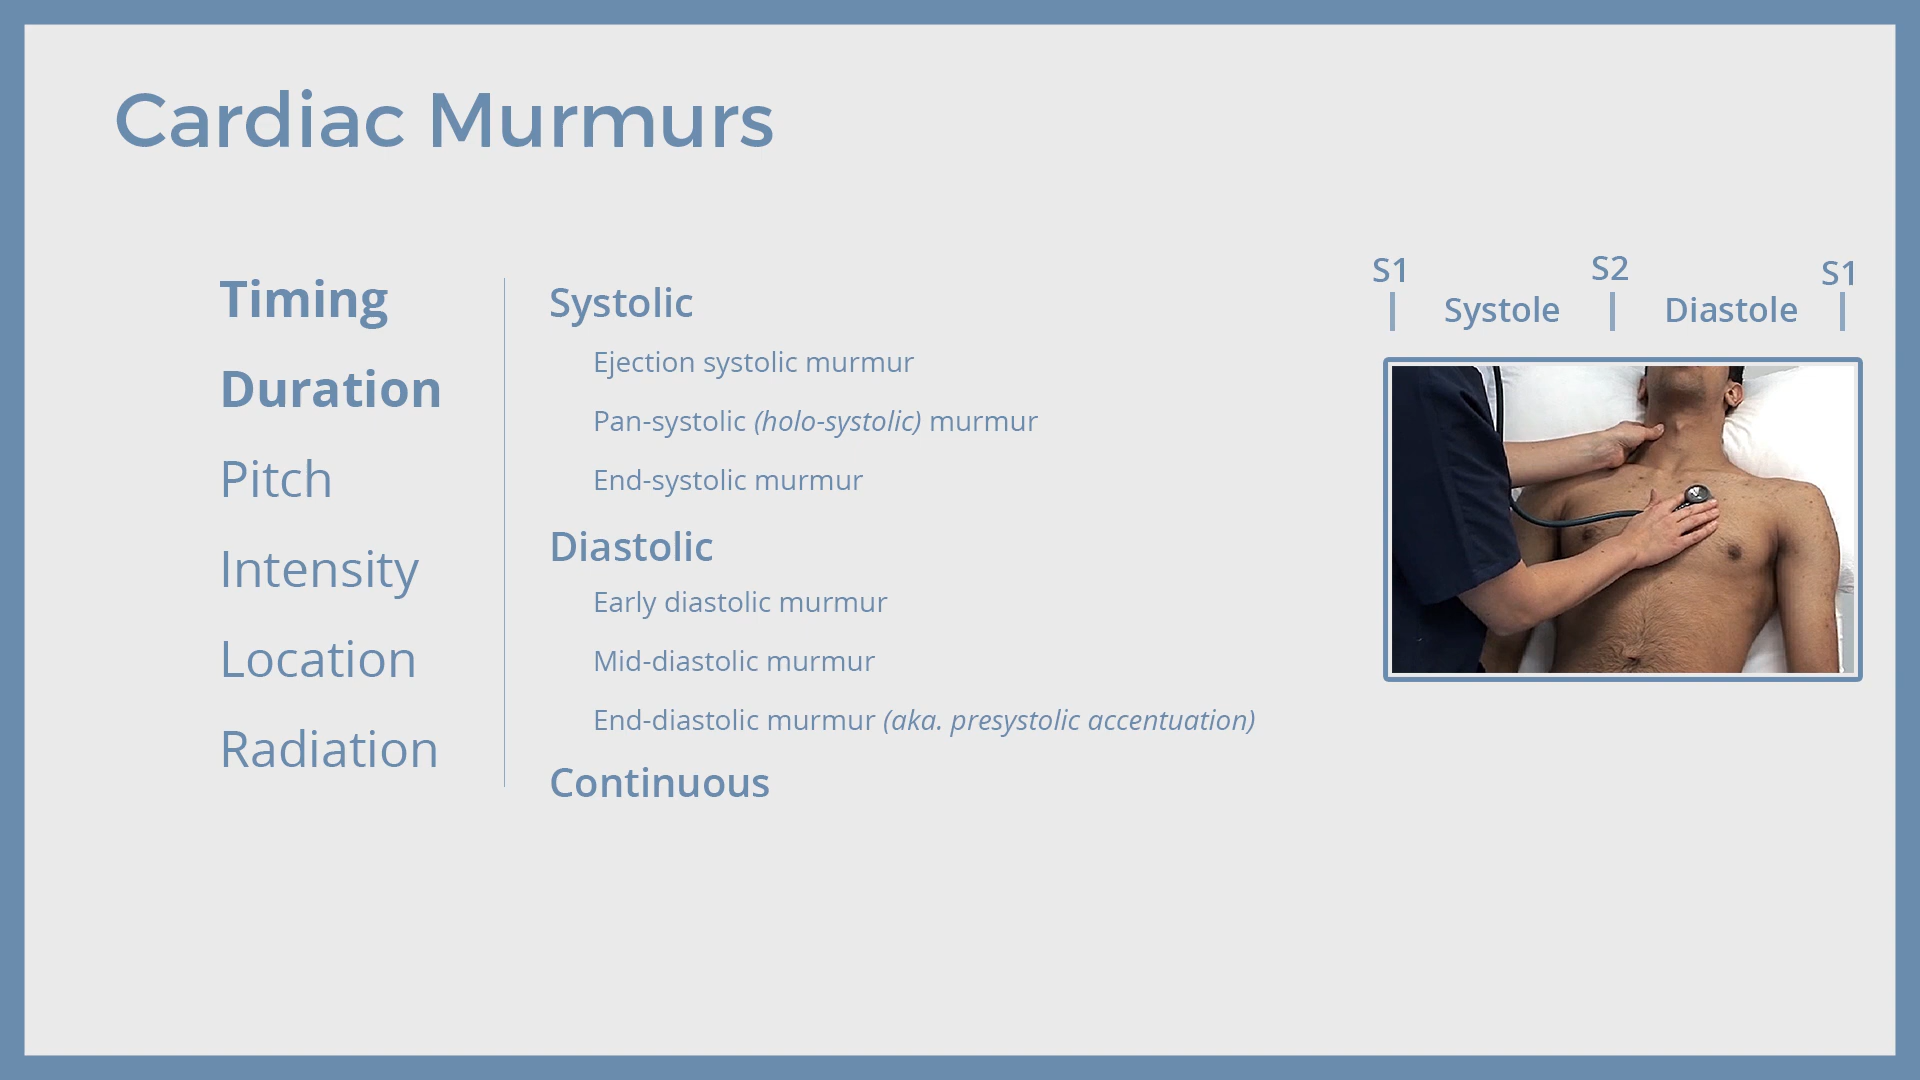 Cardiac Murmurs
Timing
Duration
Pitch
Intensity
Location
Radiation
Systolic
Ejection systolic murmur
Pan-systolic (holo-systolic) murmur
End-systolic murmur
Diastolic
Early diastolic murmur
Mid-diastolic murmur
End-diastolic murmur (aka. presystolic accentuation)
Continuous
S1 S2 S1
Systole Diastole